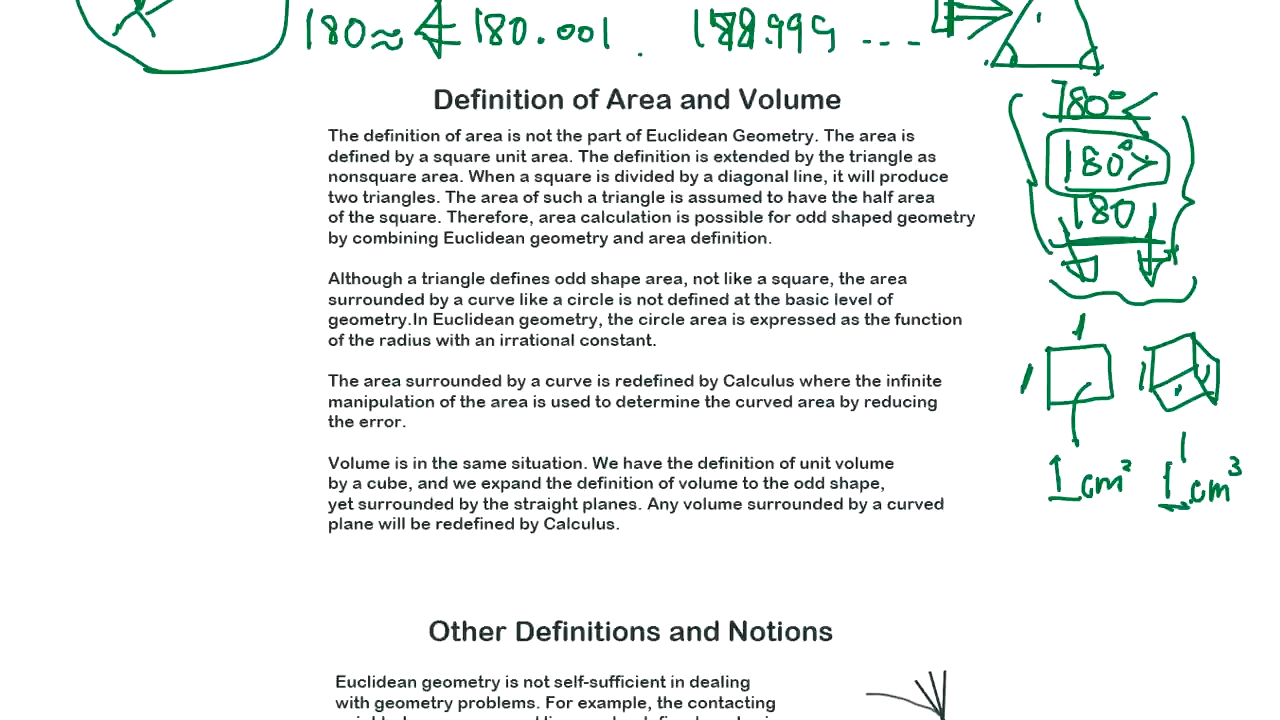 180≈ 180.001 . 188.999 ...
Definition of Area and Volume
The definition of area is not the part of Euclidean Geometry. The area is
defined by a square unit area. The definition is extended by the triangle as
nonsquare area. When a square is divided by a diagonal line, it will produce
two triangles. The area of such a triangle is assumed to have the half area
of the square. Therefore, area calculation is possible for odd shaped geometry
by combining Euclidean geometry and area definition.
Although a triangle defines odd shape area, not like a square, the area
surrounded by a curve like a circle is not defined at the basic level of
geometry.In Euclidean geometry, the circle area is expressed as the function
of the radius with an irrational constant.
The area surrounded by a curve is redefined by Calculus where the infinite
manipulation of the area is used to determine the curved area by reducing
the error.
Volume is in the same situation. We have the definition of unit volume
by a cube, and we expand the definition of volume to the odd shape,
yet surrounded by the straight planes. Any volume surrounded by a curved
plane will be redefined by Calculus.
180°<
180°>
180
1
1
1
1 cm²
1
1 cm³
Other Definitions and Notions
Euclidean geometry is not self-sufficient in dealing
with geometry problems. For example, the contacting